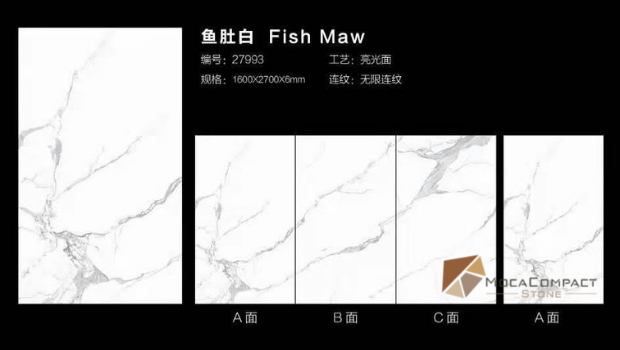 鱼肚白 Fish Maw
编号：27993 工艺：亮光面
规格：1600X2700X6mm 连纹：无限连纹
MOCACOMPACT
STONE
A面 B面 C面 A面